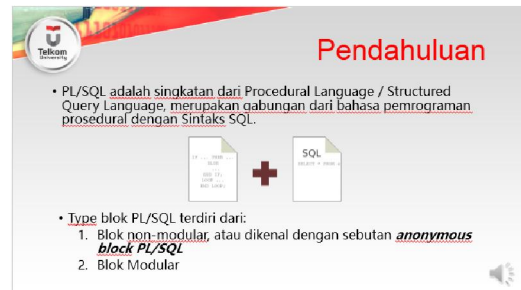 Telkom
University
Pendahuluan
• PL/SQL adalah singkatan dari Procedural Language / Structured
Query Language, merupakan gabungan dari bahasa pemrograman
prosedural dengan Sintaks SQL.
SQL
• Type blok PL/SQL terdiri dari:
1. Blok non-modular, atau dikenal dengan sebutan anonymous
block PL/SQL
2. Blok Modular